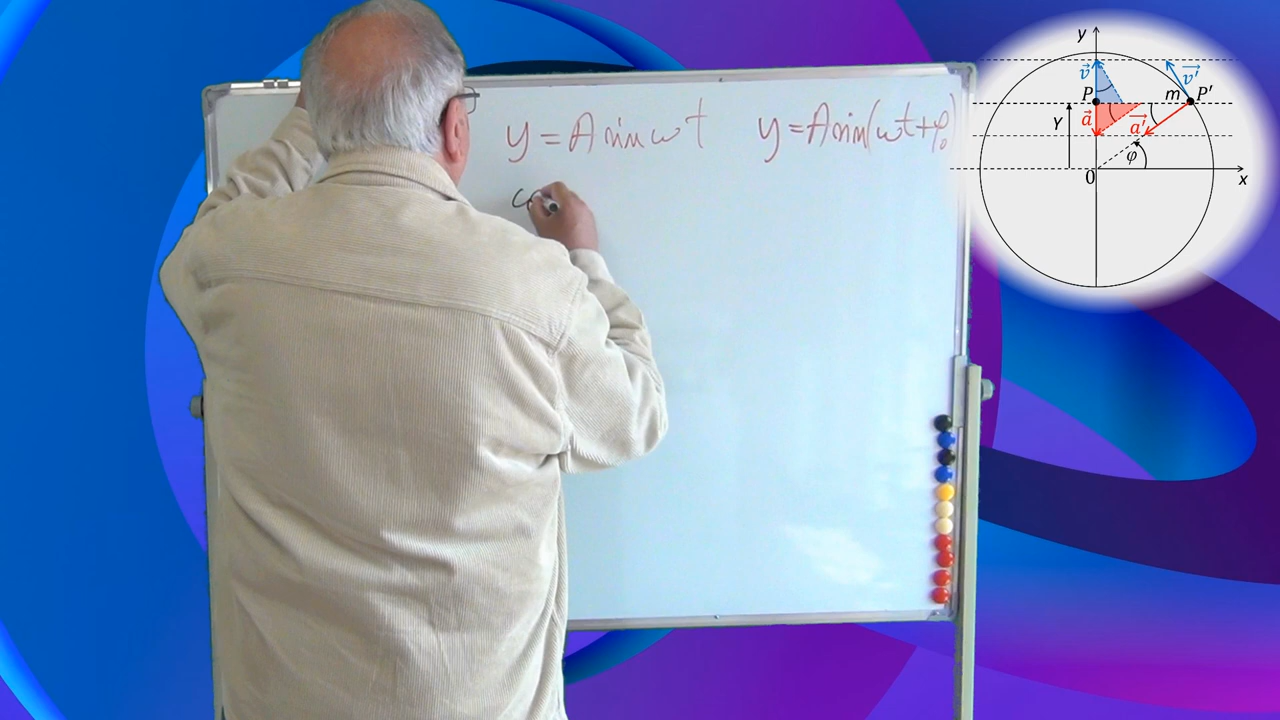 y = A sin ωt    y = A sin(ωt + φ₀)
y
v⃗
v⃗'
P
m
P'
Y
a⃗
a⃗'
φ
0
x